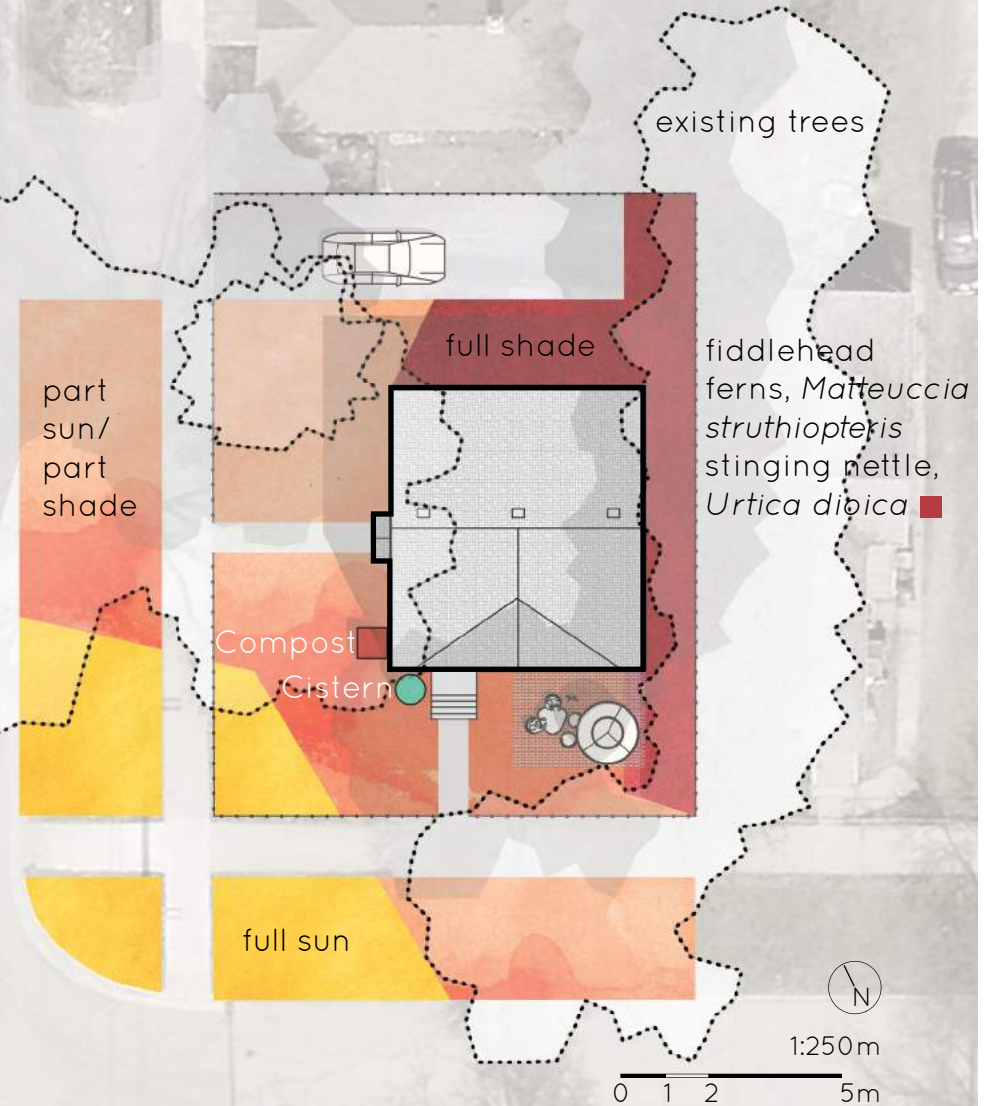 existing trees
full shade
fiddlehead
ferns, Matteuccia
struthiopteris
stinging nettle,
Urtica dioica
part
sun/
part
shade
Compost
Cistern
full sun
N
1:250m
0 1 2 5m